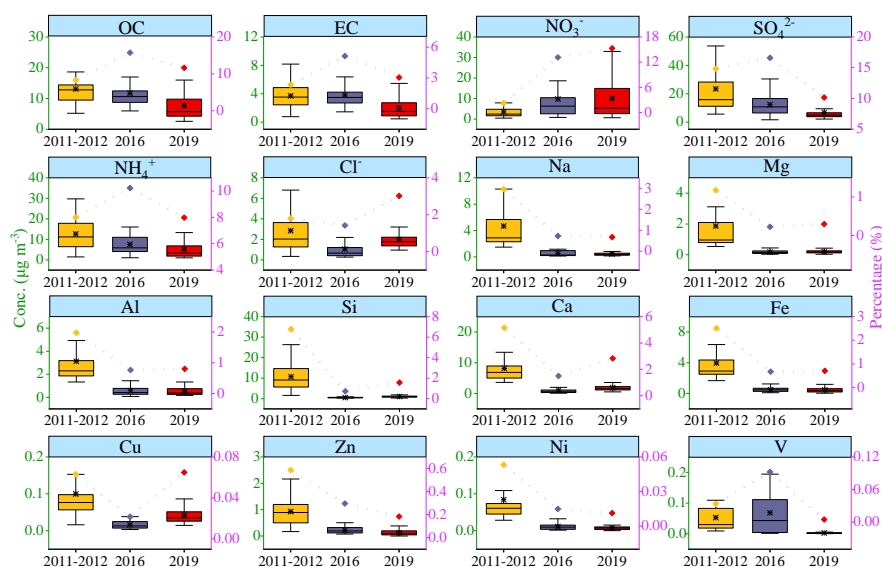 OC EC NO₃⁻ SO₄²⁻
30 20 10 0 20 10 0
12 8 4 0 6 3 0
40 30 20 10 0 18 12 6 0
60 40 20 0 20% 15% 10% 5%
2011-2012 2016 2019 2011-2012 2016 2019 2011-2012 2016 2019 2011-2012 2016 2019
NH₄⁺ Cl⁻ Na Mg
40 30 20 10 0 10 8 6 4
8 6 4 2 0 4 2 0
12 8 4 0 3 2 1 0
4 2 0 1 0
2011-2012 2016 2019 2011-2012 2016 2019 2011-2012 2016 2019 2011-2012 2016 2019
Conc. (μg m⁻³)
Percentage (%)
Al Si Ca Fe
6 4 2 0 2 1 0
40 30 20 10 0 8 6 4 2 0
20 10 0 6 4 2 0
8 4 0 3 2 1 0
2011-2012 2016 2019 2011-2012 2016 2019 2011-2012 2016 2019 2011-2012 2016 2019
Cu Zn Ni V
0.2 0.1 0.0 0.08 0.04 0.00
3 2 1 0 0.6 0.4 0.2 0.0
0.2 0.1 0.0 0.06 0.03 0.00
0.2 0.1 0.0 0.12 0.06 0.00
2011-2012 2016 2019 2011-2012 2016 2019 2011-2012 2016 2019 2011-2012 2016 2019